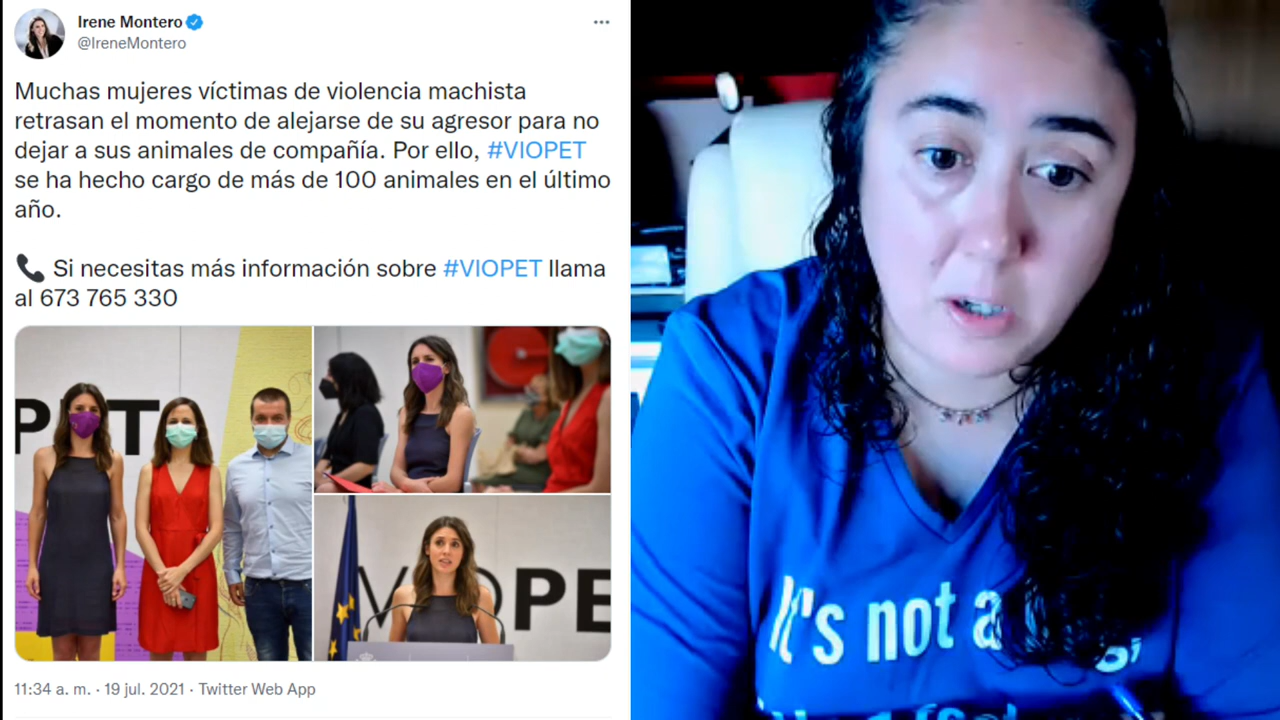 Irene Montero
@IreneMontero
Muchas mujeres víctimas de violencia machista
retrasan el momento de alejarse de su agresor para no
dejar a sus animales de compañía. Por ello, #VIOPET
se ha hecho cargo de más de 100 animales en el último
año.
📞 Si necesitas más información sobre #VIOPET llama
al 673 765 330
11:34 a. m. · 19 jul. 2021 · Twitter Web App
It's not a